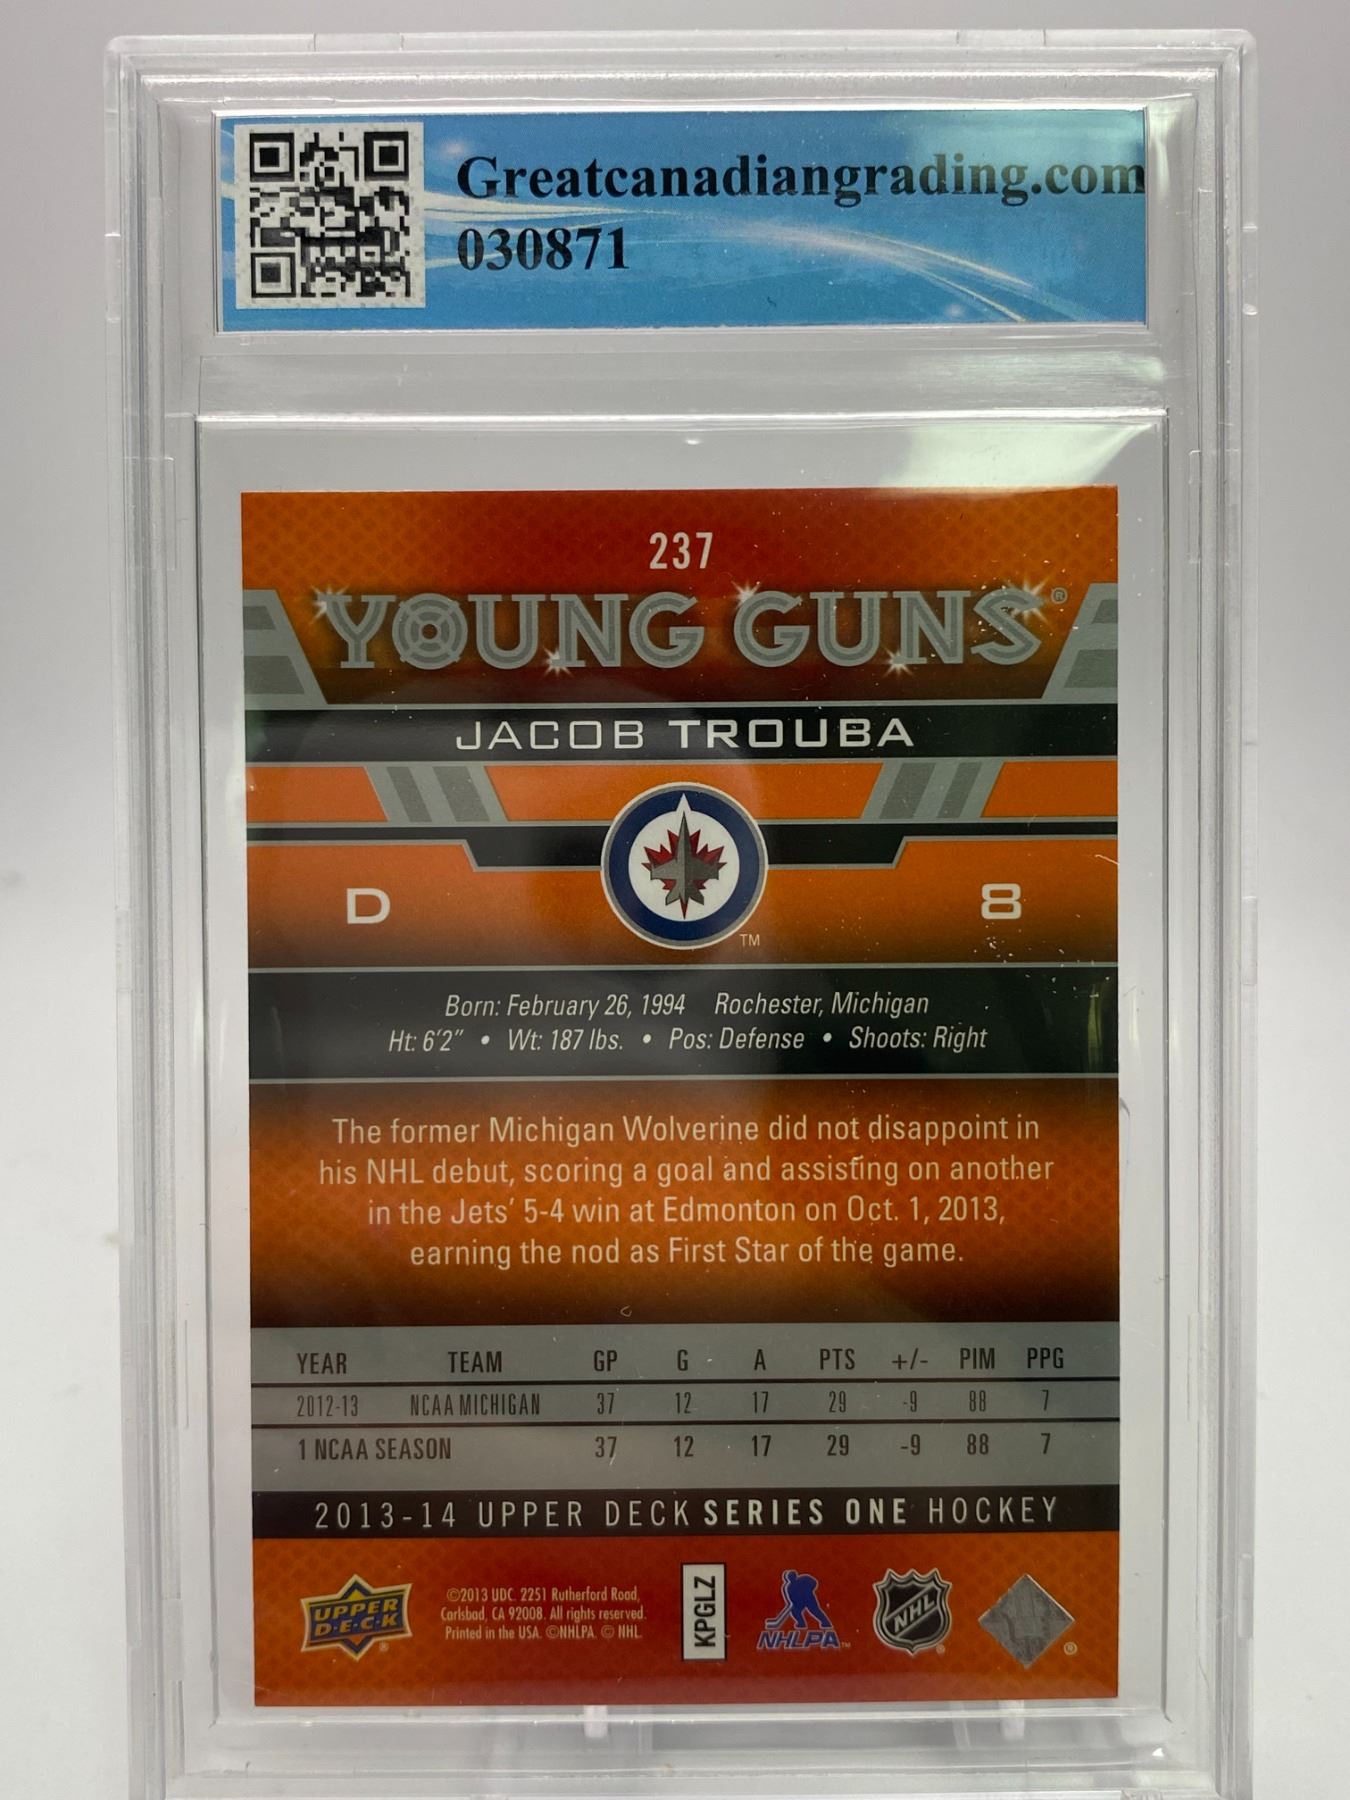 Greatcanadiangrading.com
030871
237
YOUNG GUNS®
JACOB TROUBA
D
8
TM
Born: February 26, 1994 Rochester, Michigan
Ht: 6'2" • Wt: 187 lbs. • Pos: Defense • Shoots: Right
The former Michigan Wolverine did not disappoint in
his NHL debut, scoring a goal and assisting on another
in the Jets' 5-4 win at Edmonton on Oct. 1, 2013,
earning the nod as First Star of the game.
YEAR TEAM GP G A PTS +/- PIM PPG
2012-13 NCAA MICHIGAN 37 12 17 29 -9 88 7
1 NCAA SEASON 37 12 17 29 -9 88 7
2013-14 UPPER DECK SERIES ONE HOCKEY
UPPER
D·E·C·K
®
©2013 UDC. 2251 Rutherford Road,
Carlsbad, CA 92008. All rights reserved.
Printed in the USA. ©NHLPA. © NHL.
KPGLZ
NHLPA™
NHL
®
®